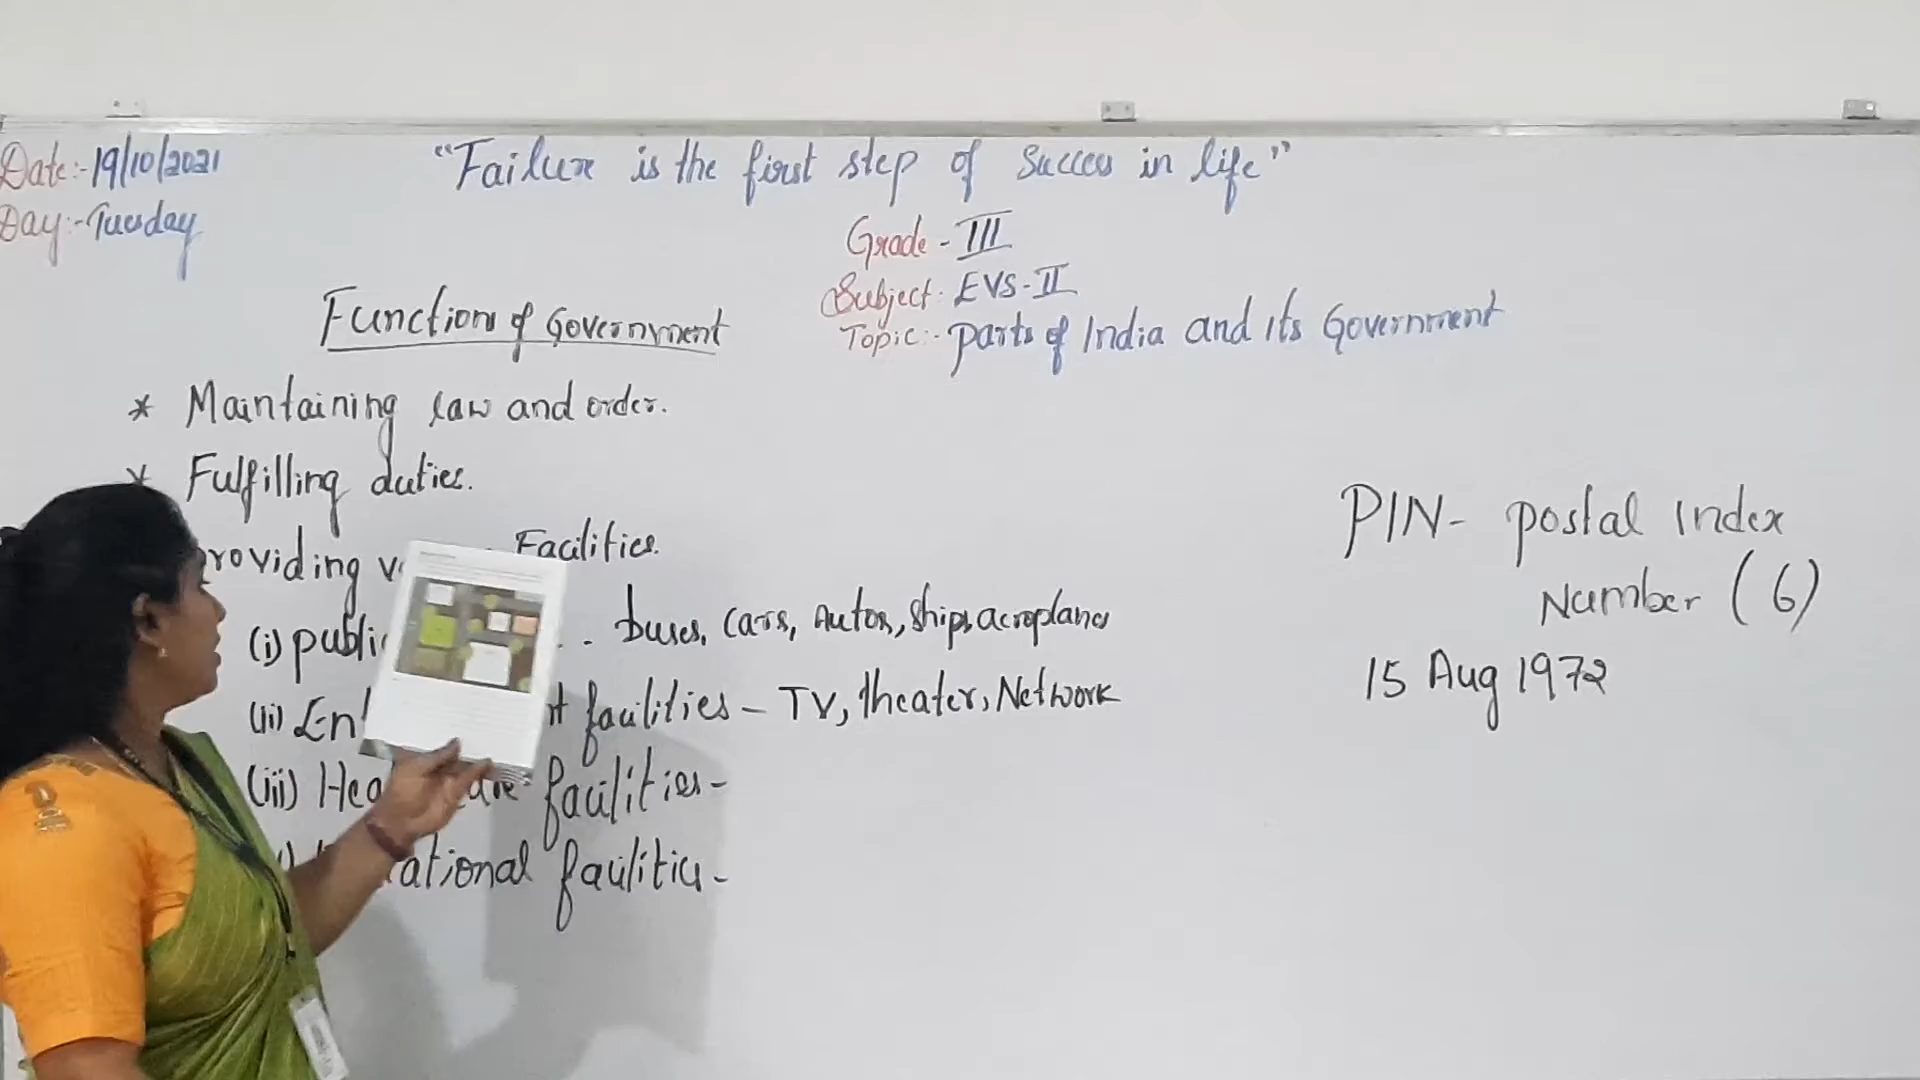 Date:-19/10/2021
Day:-Tuesday
"Failure is the first step of Success in life"
Grade - III
Subject: EVS-II
Topic:- Parts of India and its Government
Functions of Government
* Maintaining law and order.
* Fulfilling duties.
Facilities.
(i) public - buses, cars, Autos, ships, aeroplanes
(ii) facilities - TV, theater, Network
(iii) facilities -
facilities -
PIN- postal Index
Number (6)
15 Aug 1972